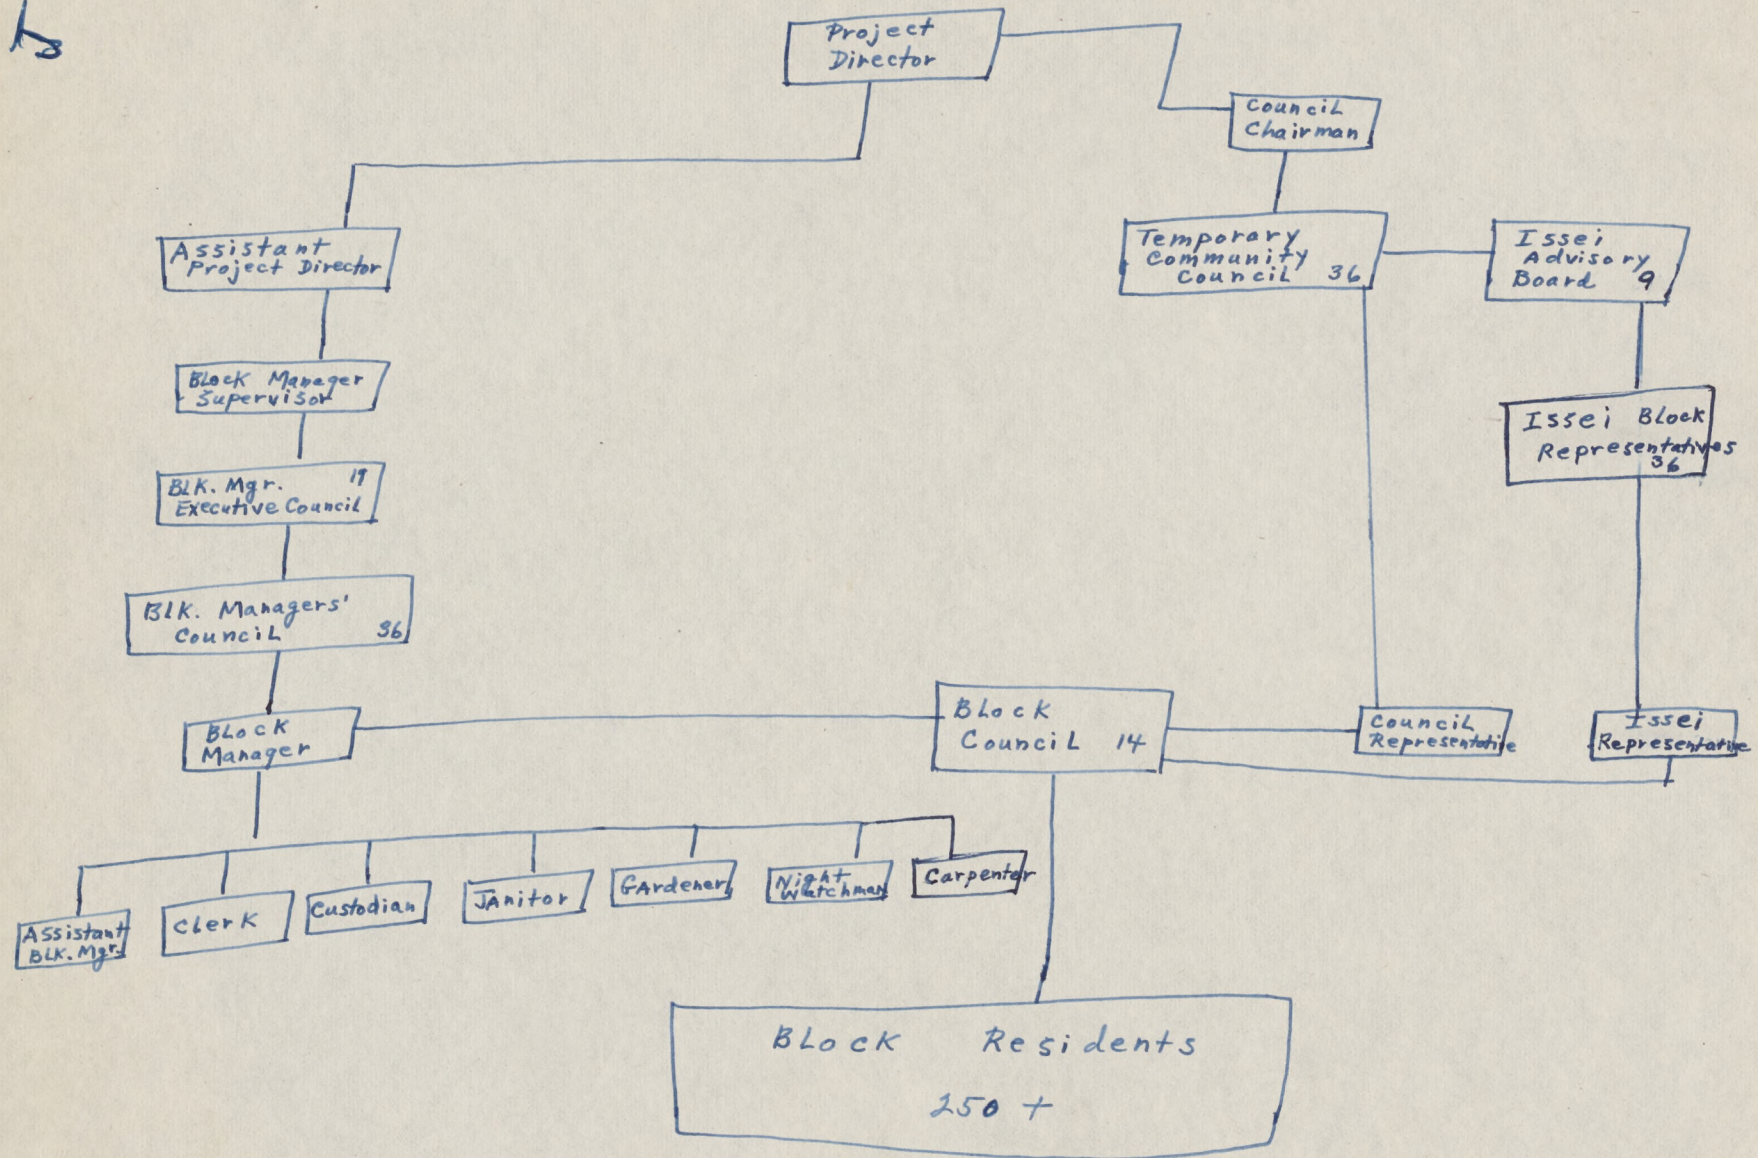 Project
Director
Council
Chairman
Assistant
Project Director
Temporary
Community
Council 36
Issei
Advisory
Board 9
Block Manager
Supervisor
Issei Block
Representatives
36
Blk. Mgr. 19
Executive Council
Blk. Managers'
Council 36
Block
Manager
Block
Council 14
Council
Representative
Issei
Representative
Assistant
Blk. Mgr.
Clerk
Custodian
Janitor
Gardener
Night
Watchman
Carpenter
Block Residents
250 +